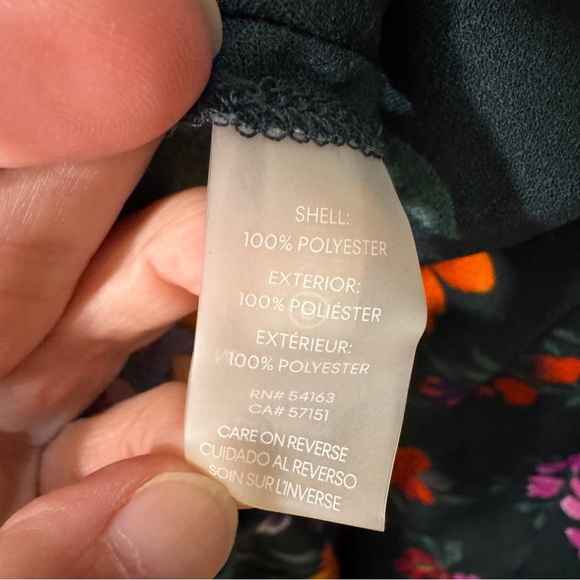 SHELL:
100% POLYESTER
EXTERIOR:
100% POLIÉSTER
EXTÉRIEUR:
100% POLYESTER
RN# 54163
CA# 57151
CARE ON REVERSE
CUIDADO AL REVERSO
SOIN SUR L'INVERSE